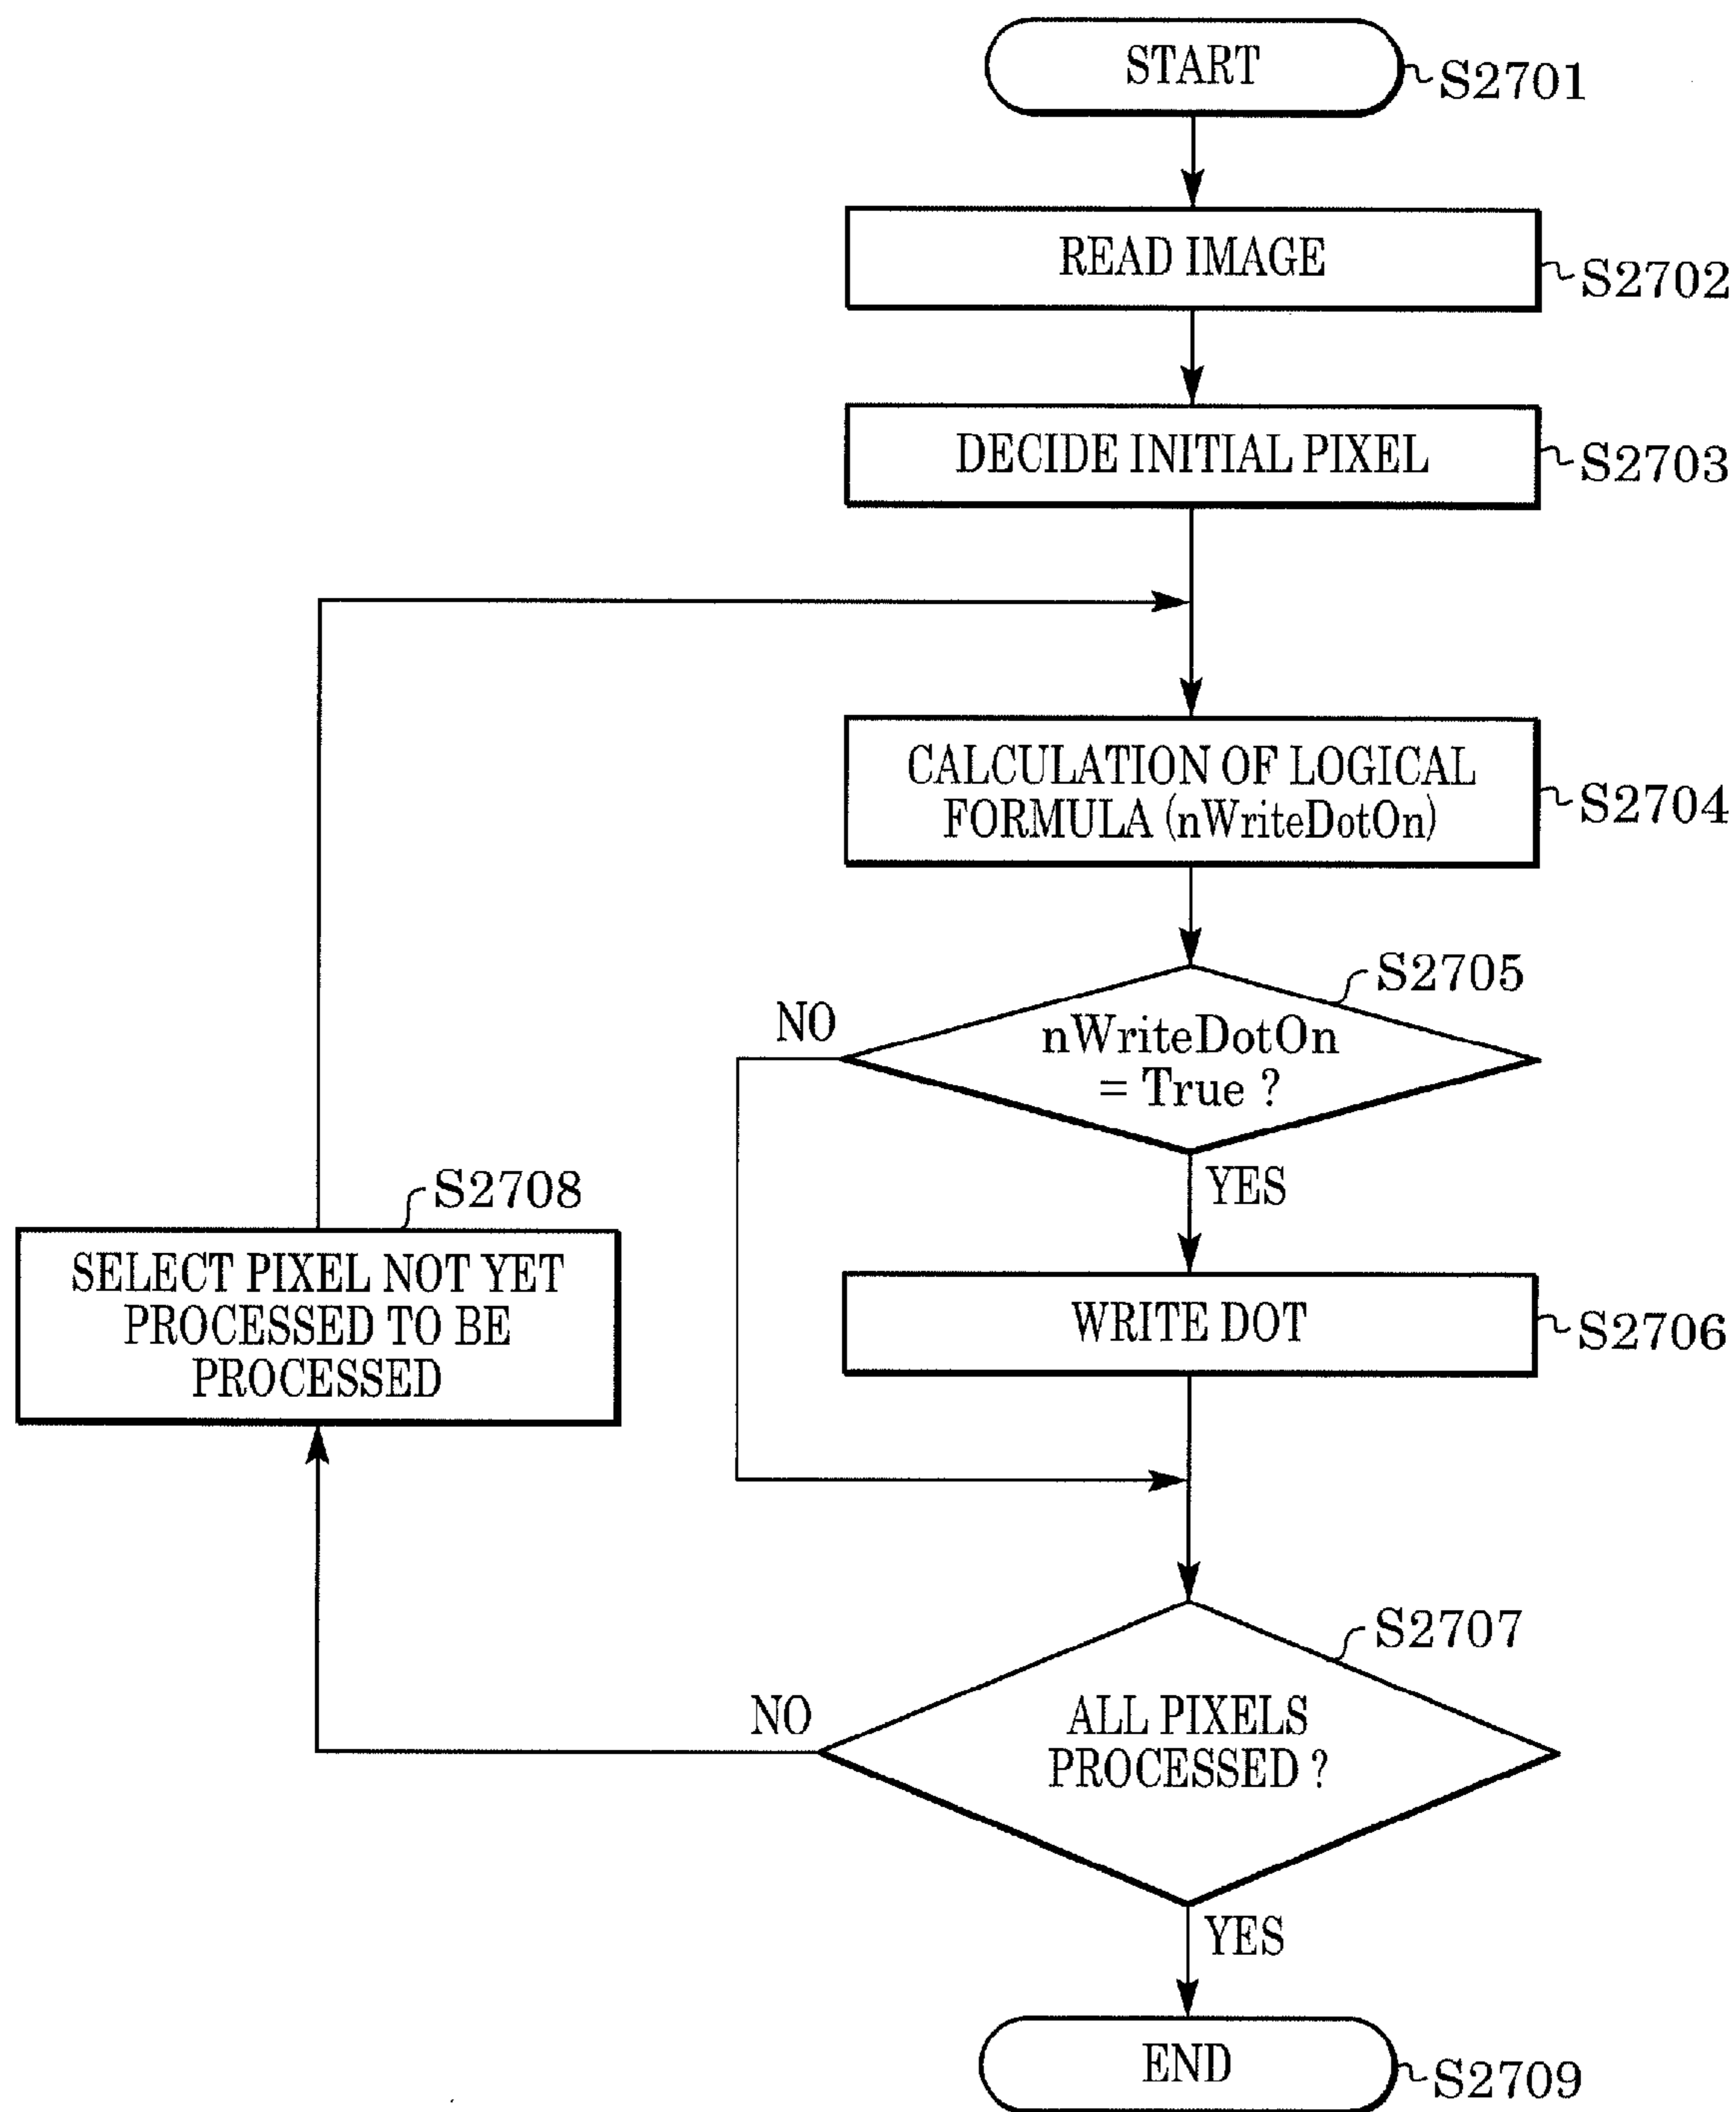 START
S2701
READ IMAGE
S2702
DECIDE INITIAL PIXEL
S2703
CALCULATION OF LOGICAL
FORMULA (nWriteDotOn)
S2704
S2705
NO
nWriteDotOn
= True ?
YES
S2708
SELECT PIXEL NOT YET
PROCESSED TO BE
PROCESSED
WRITE DOT
S2706
S2707
NO
ALL PIXELS
PROCESSED ?
YES
END
S2709